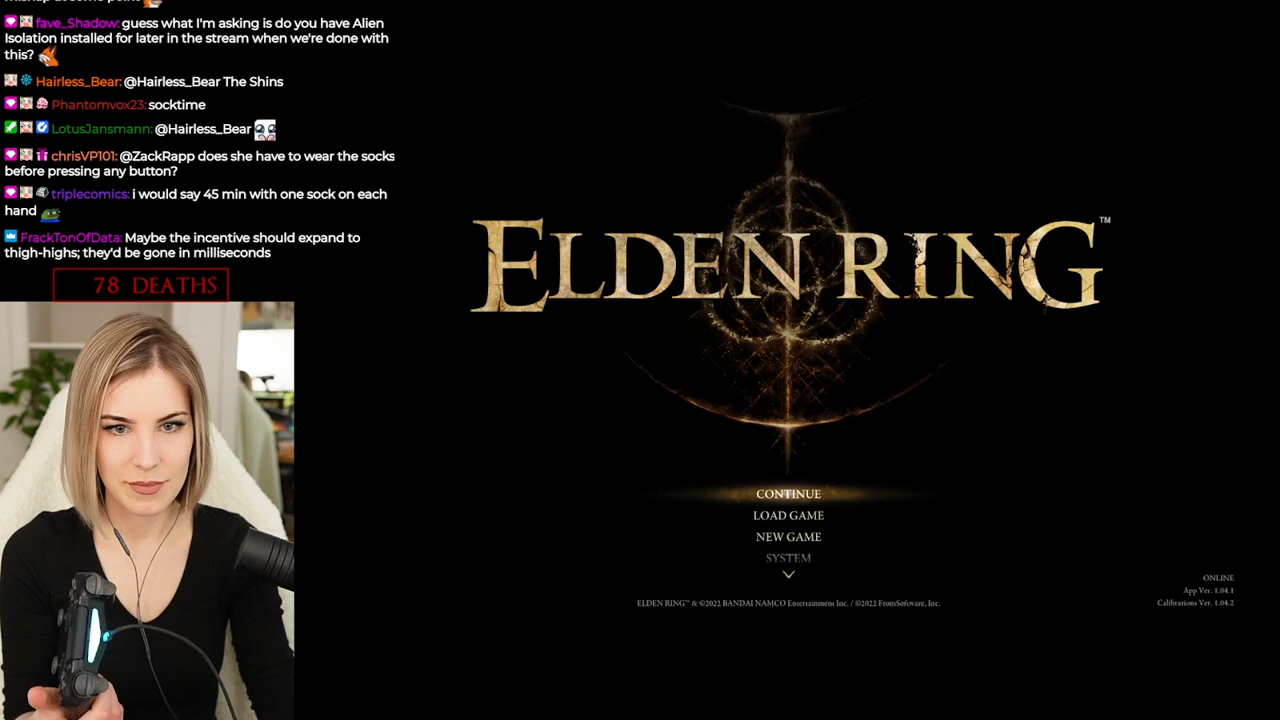 fave_Shadow: guess what I'm asking is do you have Alien
Isolation installed for later in the stream when we're done with
this?
Hairless_Bear: @Hairless_Bear The Shins
Phantomvox23: socktime
LotusJansmann: @Hairless_Bear
chrisVP101: @ZackRapp does she have to wear the socks
before pressing any button?
triplecomics: i would say 45 min with one sock on each
hand
FrackTonOfData: Maybe the incentive should expand to
thigh-highs; they'd be gone in milliseconds
78 DEATHS
ELDEN RING™
CONTINUE
LOAD GAME
NEW GAME
SYSTEM
ELDEN RING™ & ©2022 BANDAI NAMCO Entertainment Inc. / ©2022 FromSoftware, Inc.
ONLINE
App Ver. 1.04.1
Calibrations Ver. 1.04.2